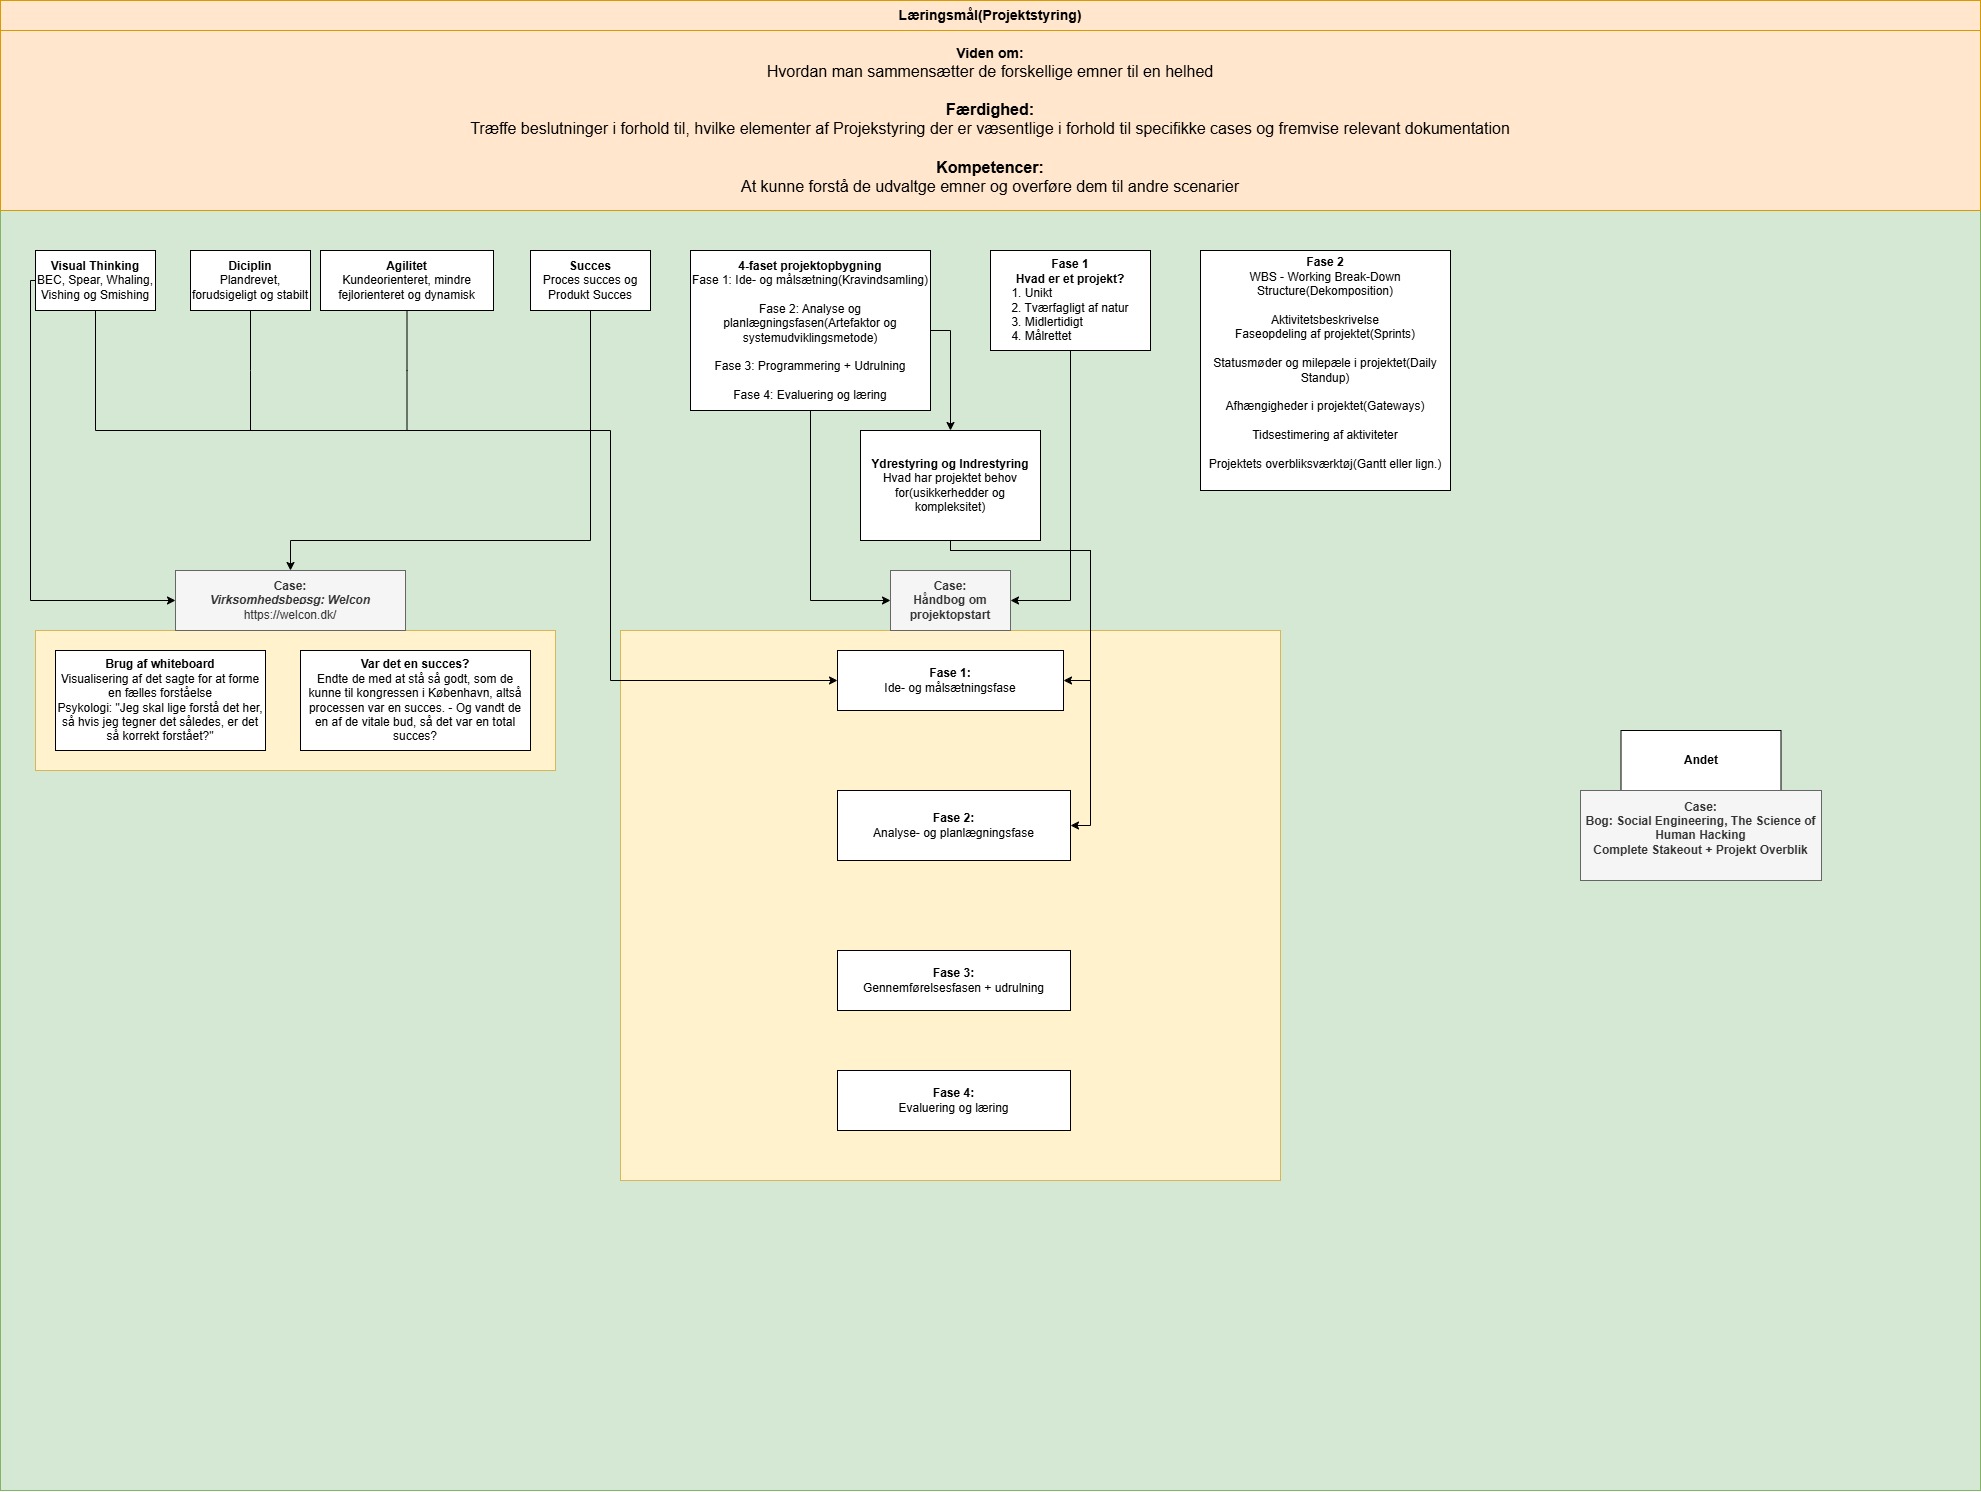 Læringsmål(Projektstyring)
Viden om:
Hvordan man sammensætter de forskellige emner til en helhed
Færdighed:
Træffe beslutninger i forhold til, hvilke elementer af Projekstyring der er væsentlige i forhold til specifikke cases og fremvise relevant dokumentation
Kompetencer:
At kunne forstå de udvaltge emner og overføre dem til andre scenarier
Visual Thinking
BEC, Spear, Whaling,
Vishing og Smishing
Diciplin
Plandrevet,
forudsigeligt og stabilt
Agilitet
Kundeorienteret, mindre
fejlorienteret og dynamisk
Succes
Proces succes og
Produkt Succes
4-faset projektopbygning
Fase 1: Ide- og målsætning(Kravindsamling)
Fase 2: Analyse og
planlægningsfasen(Artefaktor og
systemudviklingsmetode)
Fase 3: Programmering + Udrulning
Fase 4: Evaluering og læring
Fase 1
Hvad er et projekt?
1. Unikt
2. Tværfagligt af natur
3. Midlertidigt
4. Målrettet
Fase 2
WBS - Working Break-Down
Structure(Dekomposition)
Aktivitetsbeskrivelse
Faseopdeling af projektet(Sprints)
Statusmøder og milepæle i projektet(Daily
Standup)
Afhængigheder i projektet(Gateways)
Tidsestimering af aktiviteter
Projektets overbliksværktøj(Gantt eller lign.)
Ydrestyring og Indrestyring
Hvad har projektet behov
for(usikkerhedder og
kompleksitet)
Case:
Virksomhedsbeøsg: Welcon
https://welcon.dk/
Case:
Håndbog om
projektopstart
Brug af whiteboard
Visualisering af det sagte for at forme
en fælles forståelse
Psykologi: "Jeg skal lige forstå det her,
så hvis jeg tegner det således, er det
så korrekt forstået?"
Var det en succes?
Endte de med at stå så godt, som de
kunne til kongressen i København, altså
processen var en succes. - Og vandt de
en af de vitale bud, så det var en total
succes?
Fase 1:
Ide- og målsætningsfase
Fase 2:
Analyse- og planlægningsfase
Fase 3:
Gennemførelsesfasen + udrulning
Fase 4:
Evaluering og læring
Andet
Case:
Bog: Social Engineering, The Science of
Human Hacking
Complete Stakeout + Projekt Overblik